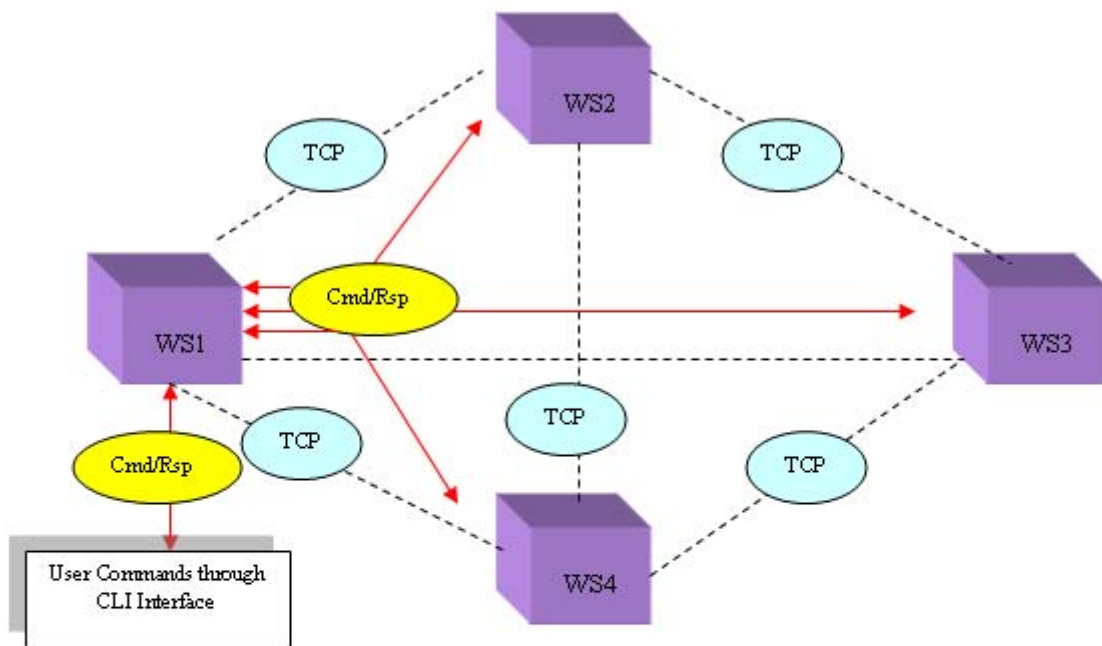 WS2
TCP
TCP
Cmd/Rsp
WS1
WS3
TCP
TCP
Cmd/Rsp
TCP
User Commands through
CLI Interface
WS4